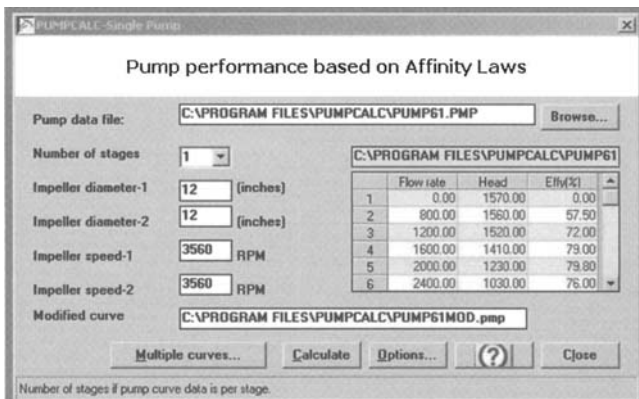 PUMPCALC-Single Pump
Pump performance based on Affinity Laws
Pump data file: C:\PROGRAM FILES\PUMPCALC\PUMP61.PMP Browse...
Number of stages 1 C:\PROGRAM FILES\PUMPCALC\PUMP61
Impeller diameter-1 12 (inches)
Impeller diameter-2 12 (inches)
Impeller speed-1 3560 RPM
Impeller speed-2 3560 RPM
Flow rate Head Effy(%)
1 0.00 1570.00 0.00
2 800.00 1560.00 57.50
3 1200.00 1520.00 72.00
4 1600.00 1410.00 79.00
5 2000.00 1230.00 79.80
6 2400.00 1030.00 76.00
Modified curve C:\PROGRAM FILES\PUMPCALC\PUMP61MOD.pmp
Multiple curves... Calculate Options... (?) Close
Number of stages if pump curve data is per stage.